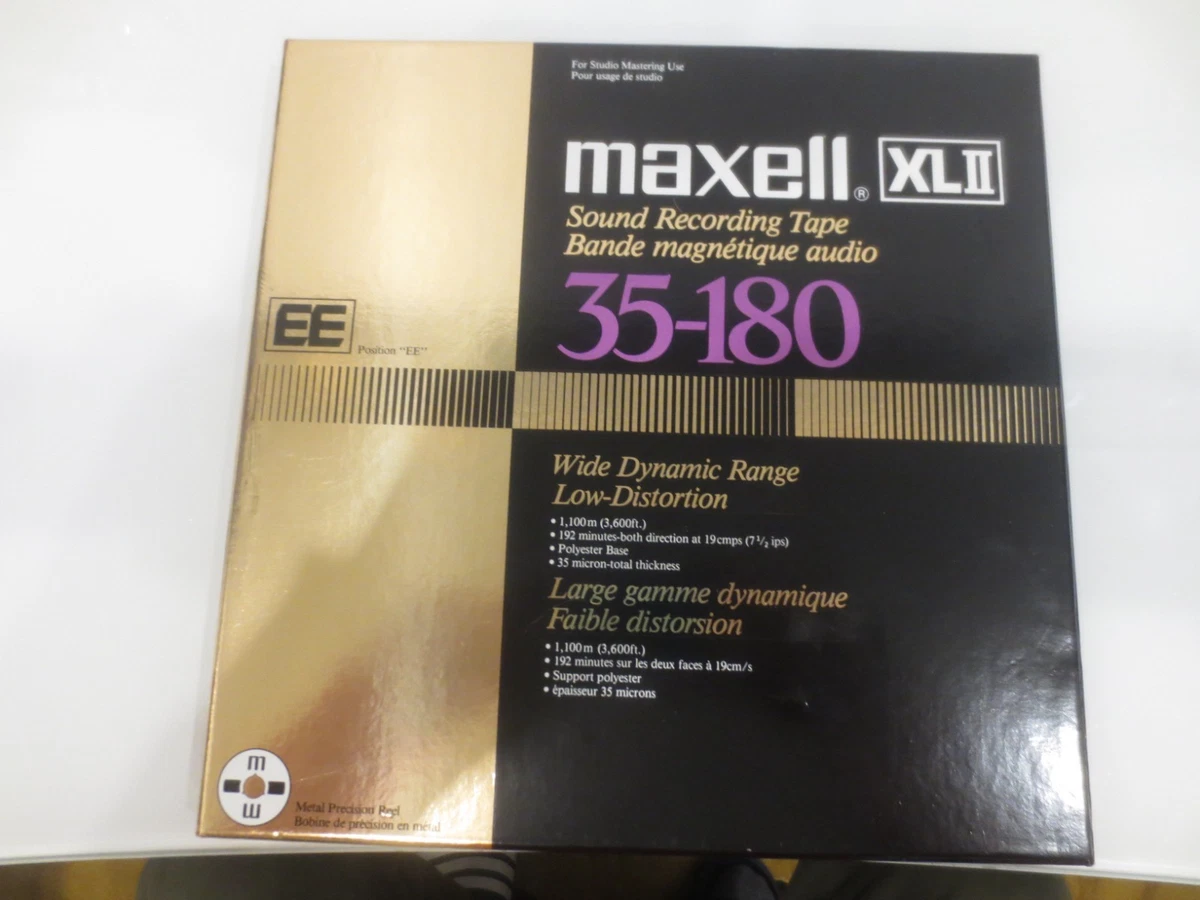 For Studio Mastering Use
Pour usage de studio
maxell® XLII
Sound Recording Tape
Bande magnétique audio
35-180
EE Position "EE"
Wide Dynamic Range
Low-Distortion
• 1,100m (3,600ft.)
• 192 minutes-both direction at 19cmps (7 1/2 ips)
• Polyester Base
• 35 micron-total thickness
Large gamme dynamique
Faible distorsion
• 1,100m (3,600ft.)
• 192 minutes sur les deux faces à 19cm/s
• Support polyester
• épaisseur 35 microns
m
m
Metal Precision Reel
Bobine de précision en metal